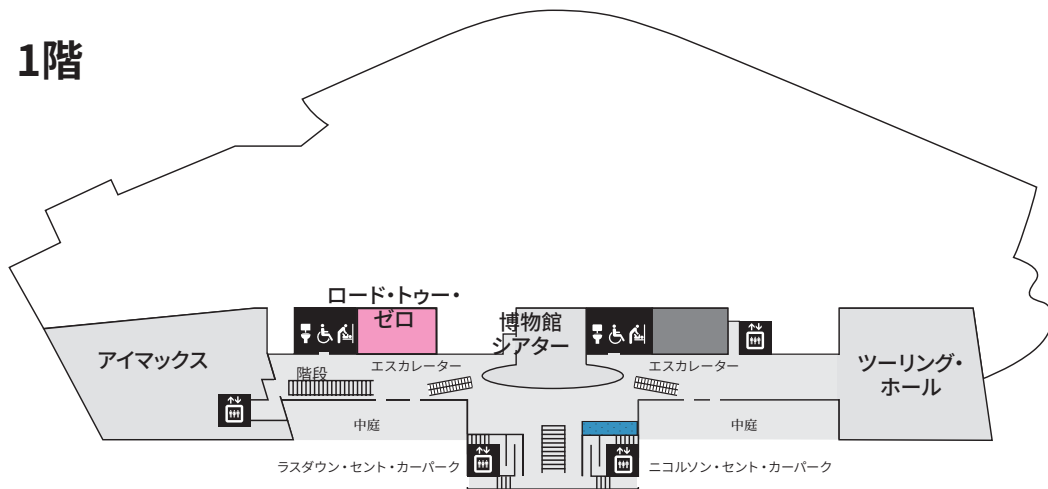 1階
ロード・トゥー・
ゼロ
博物館
シアター
アイマックス
階段
エスカレーター
エスカレーター
ツーリング・
ホール
中庭
中庭
ラスダウン・セント・カーパーク
ニコルソン・セント・カーパーク